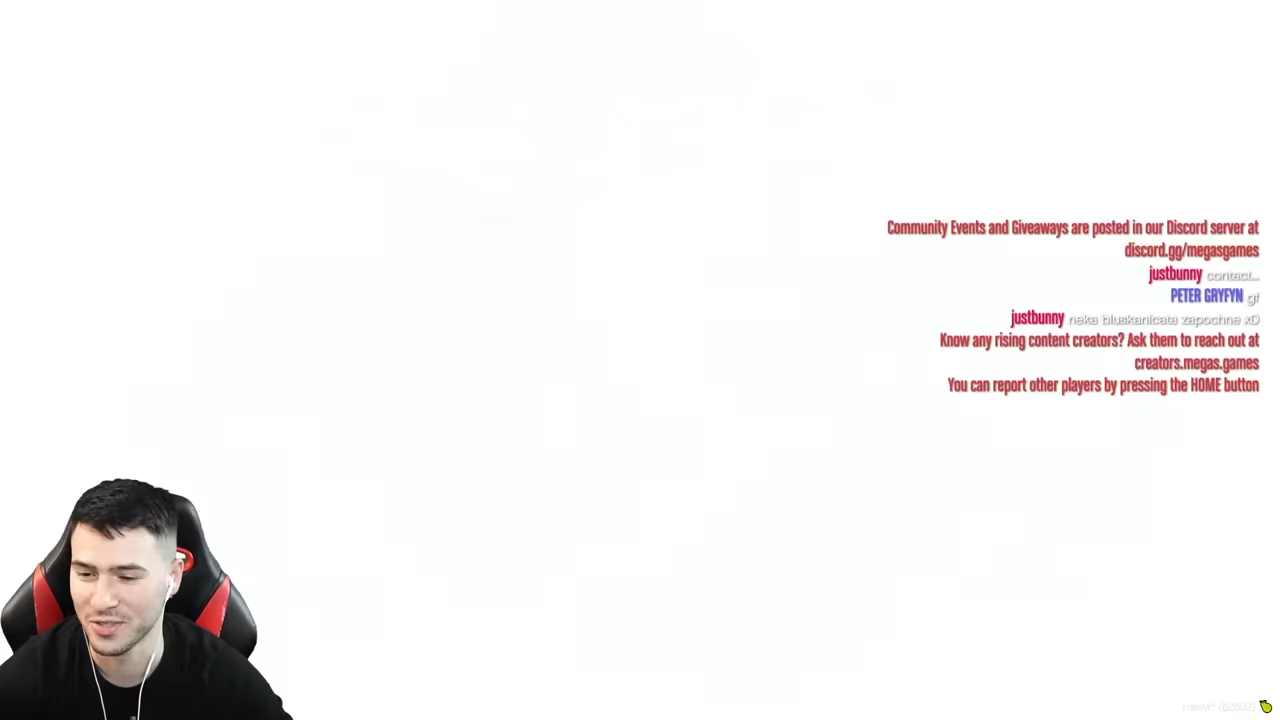 Community Events and Giveaways are posted in our Discord server at
discord.gg/megasgames
justbunny contact...
PETER GRYFYN gf
justbunny neka bluskanicata zapochne xD
Know any rising content creators? Ask them to reach out at
creators.megas.games
You can report other players by pressing the HOME button